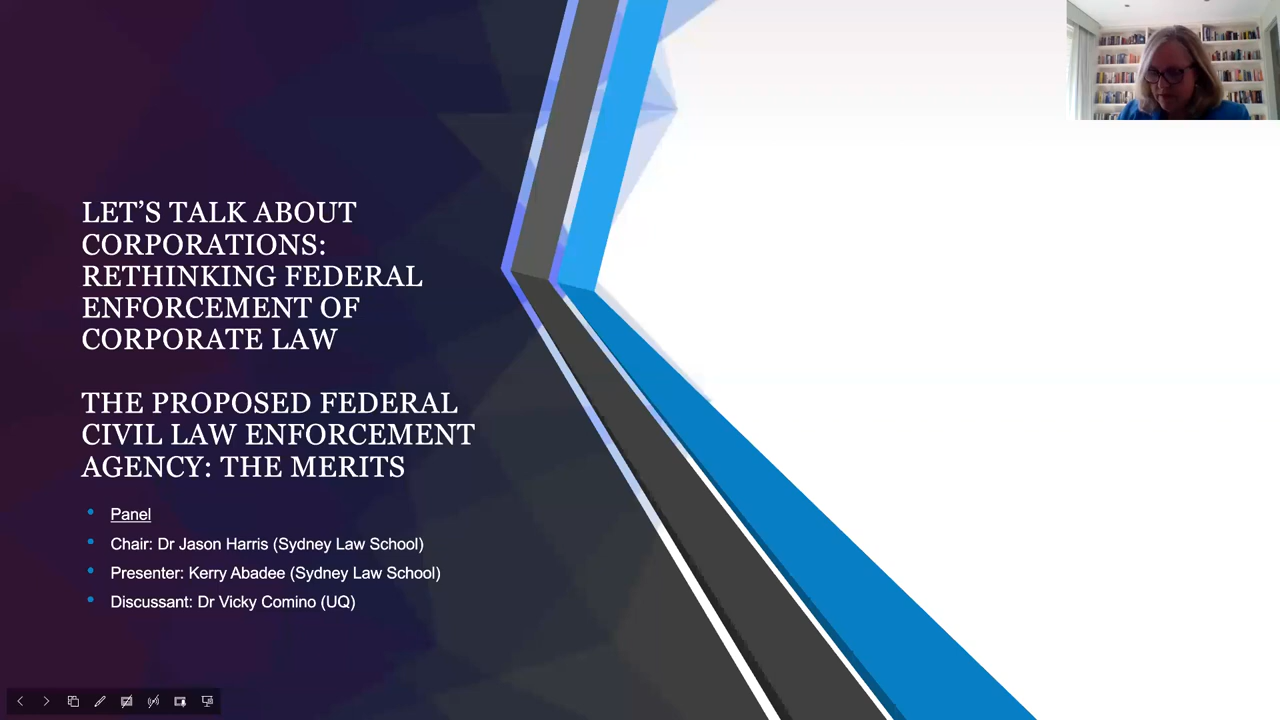 LET’S TALK ABOUT
CORPORATIONS:
RETHINKING FEDERAL
ENFORCEMENT OF
CORPORATE LAW
THE PROPOSED FEDERAL
CIVIL LAW ENFORCEMENT
AGENCY: THE MERITS
Panel
Chair: Dr Jason Harris (Sydney Law School)
Presenter: Kerry Abadee (Sydney Law School)
Discussant: Dr Vicky Comino (UQ)